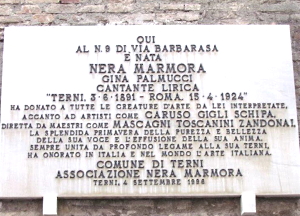 QUI
AL N. 9 DI VIA BARBARASA
È NATA
NERA MARMORA
GINA PALMUCCI
CANTANTE LIRICA
"TERNI, 3·6·1891 - ROMA, 15·4·1924"
HA DONATO A TUTTE LE CREATURE D'ARTE DA LEI INTERPRETATE,
ACCANTO AD ARTISTI COME CARUSO GIGLI SCHIPA,
DIRETTA DA MAESTRI COME MASCAGNI TOSCANINI ZANDONAI,
LA SPLENDIDA PRIMAVERA DELLA PUREZZA E BELLEZZA
DELLA SUA VOCE E L'EFFUSIONE DELLA SUA ANIMA.
SEMPRE UNITA DA PROFONDO LEGAME ALLA SUA TERNI,
HA ONORATO IN ITALIA E NEL MONDO L'ARTE ITALIANA.
COMUNE DI TERNI
ASSOCIAZIONE NERA MARMORA
TERNI, 4 SETTEMBRE